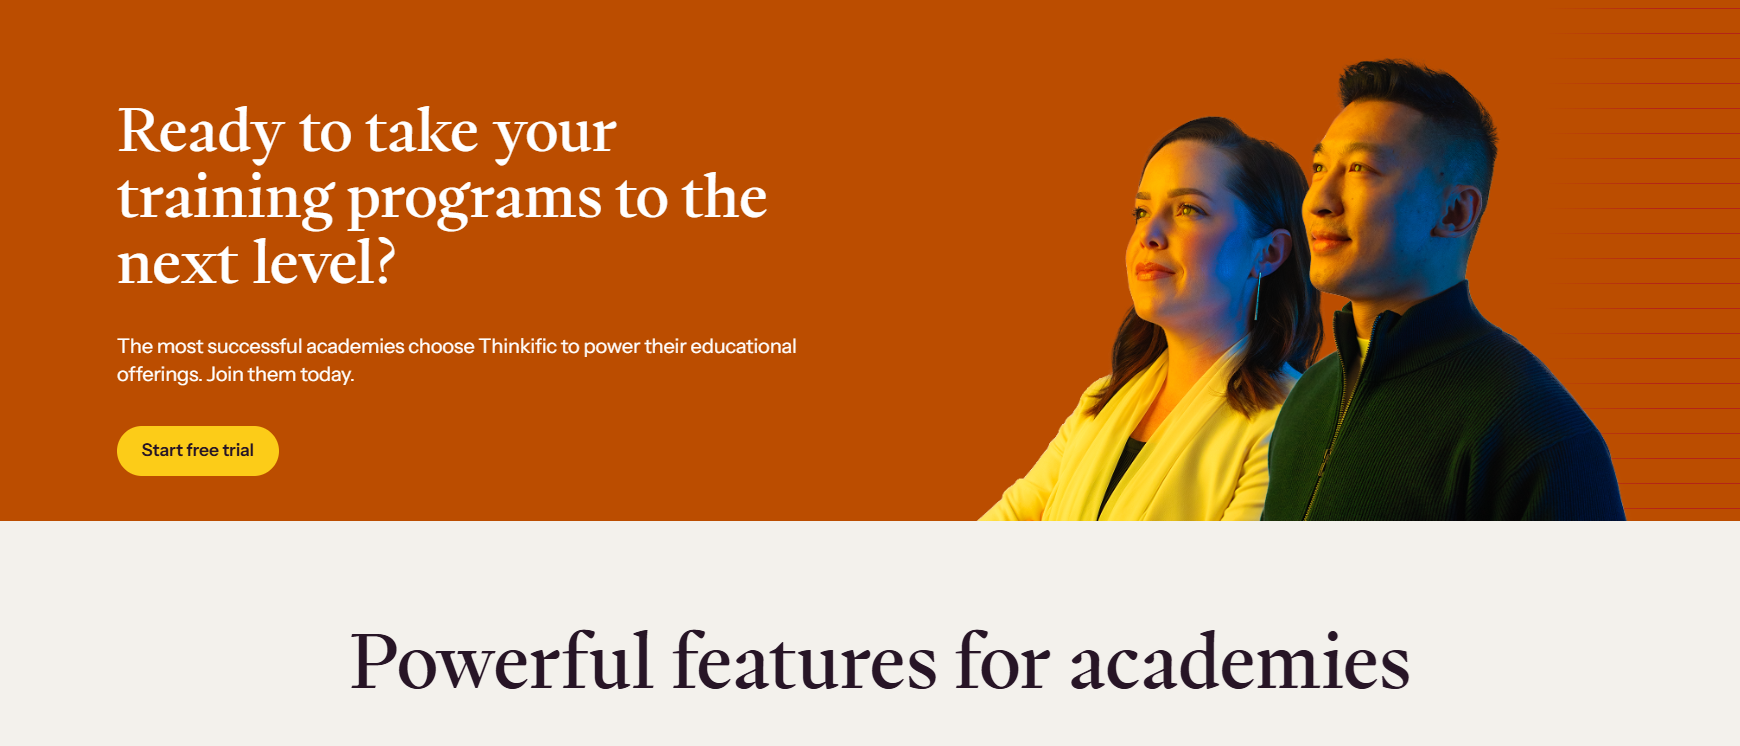 Ready to take your
training programs to the
next level?
The most successful academies choose Thinkific to power their educational
offerings. Join them today.
Start free trial
Powerful features for academies